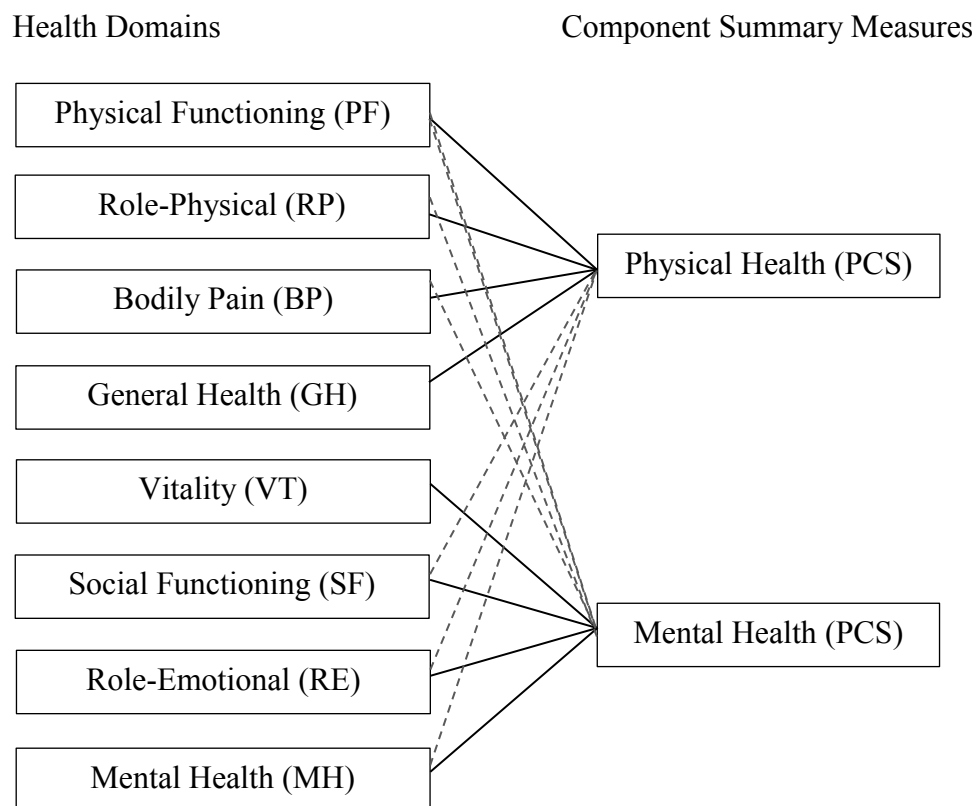 Health Domains
Component Summary Measures
Physical Functioning (PF)
Role-Physical (RP)
Bodily Pain (BP)
General Health (GH)
Vitality (VT)
Social Functioning (SF)
Role-Emotional (RE)
Mental Health (MH)
Physical Health (PCS)
Mental Health (PCS)